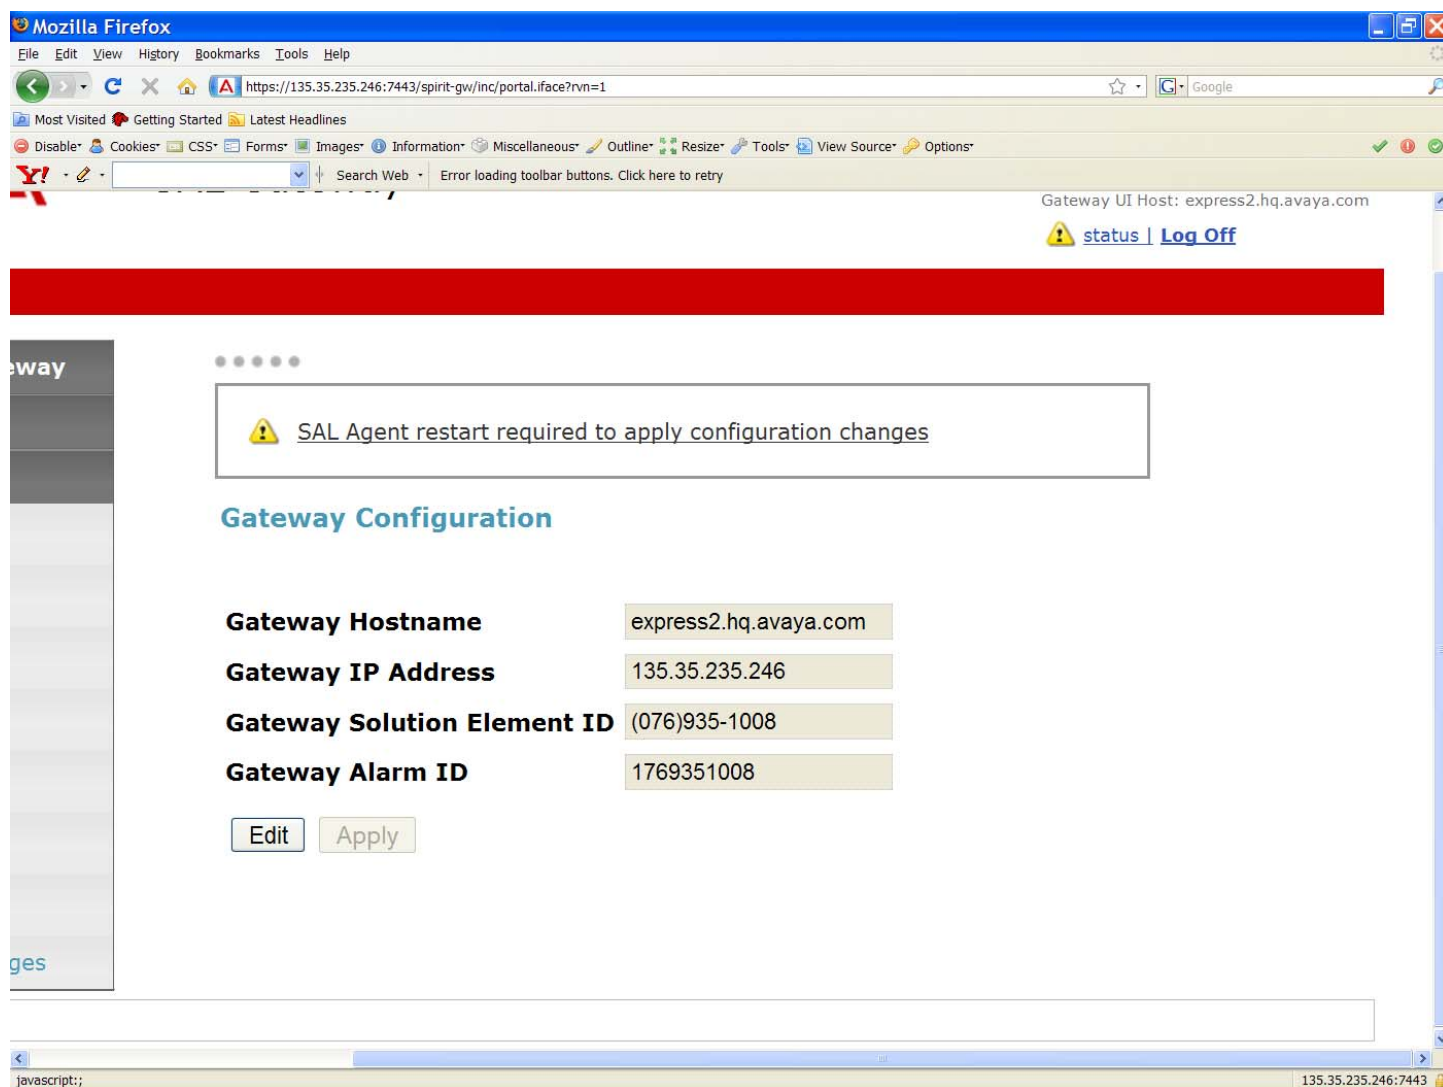 Mozilla Firefox
File Edit View History Bookmarks Tools Help
https://135.35.235.246:7443/spirit-gw/inc/portal.iface?rvn=1 G Google
Most Visited Getting Started Latest Headlines
Disable Cookies CSS Forms Images Information Miscellaneous Outline Resize Tools View Source Options
Y! Search Web Error loading toolbar buttons. Click here to retry
Gateway UI Host: express2.hq.avaya.com
status | Log Off
eway
SAL Agent restart required to apply configuration changes
Gateway Configuration
Gateway Hostname express2.hq.avaya.com
Gateway IP Address 135.35.235.246
Gateway Solution Element ID (076)935-1008
Gateway Alarm ID 1769351008
Edit Apply
ges
javascript:; 135.35.235.246:7443